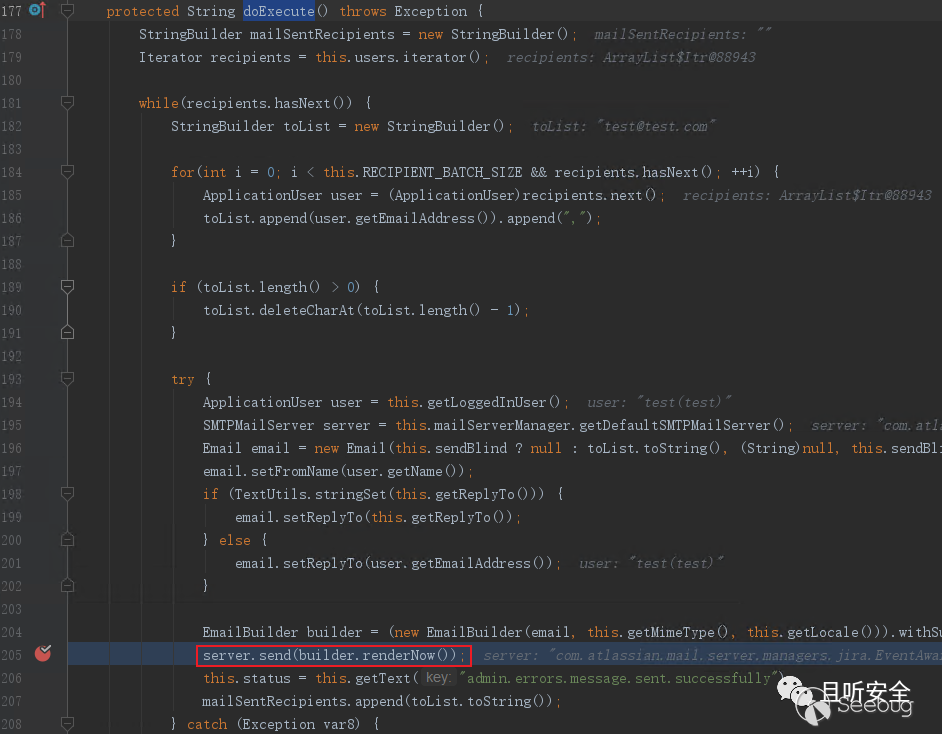 177 protected String doExecute() throws Exception {
178 StringBuilder mailSentRecipients = new StringBuilder(); mailSentRecipients: ""
179 Iterator recipients = this.users.iterator(); recipients: ArrayList$Itr@88943
180
181 while(recipients.hasNext()) {
182 StringBuilder toList = new StringBuilder(); toList: "test@test.com"
183
184 for(int i = 0; i < this.RECIPIENT_BATCH_SIZE && recipients.hasNext(); ++i) {
185 ApplicationUser user = (ApplicationUser)recipients.next(); recipients: ArrayList$Itr@88943
186 toList.append(user.getEmailAddress()).append(",");
187 }
188
189 if (toList.length() > 0) {
190 toList.deleteCharAt(toList.length() - 1);
191 }
192
193 try {
194 ApplicationUser user = this.getLoggedInUser(); user: "test(test)"
195 SMTPMailServer server = this.mailServerManager.getDefaultSMTPMailServer(); server: "com.atl
196 Email email = new Email(this.sendBlind ? null : toList.toString(), (String)null, this.sendBl
197 email.setFromName(user.getName());
198 if (TextUtils.stringSet(this.getReplyTo())) {
199 email.setReplyTo(this.getReplyTo());
200 } else {
201 email.setReplyTo(user.getEmailAddress()); user: "test(test)"
202 }
203
204 EmailBuilder builder = (new EmailBuilder(email, this.getMimeType(), this.getLocale())).withSu
205 server.send(builder.renderNow()); server: "com.atlassian.mail.server.managers.jira.EventAwar
206 this.status = this.getText( key: "admin.errors.message.sent.successfully")
207 mailSentRecipients.append(toList.toString());
208 } catch (Exception var8) {
且听安全
Seebug